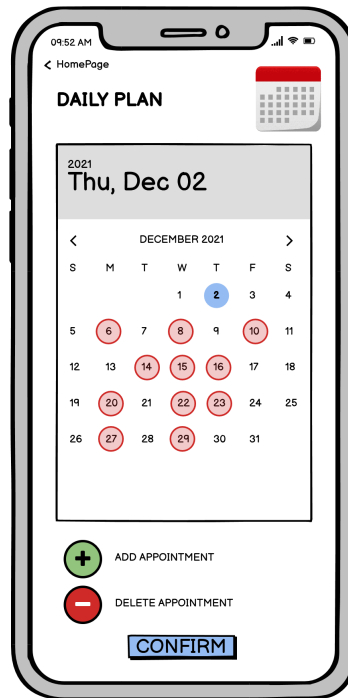 09:52 AM
HomePage
DAILY PLAN
2021
Thu, Dec 02
DECEMBER 2021
S M T W T F S
1 2 3 4
5 6 7 8 9 10 11
12 13 14 15 16 17 18
19 20 21 22 23 24 25
26 27 28 29 30 31
ADD APPOINTMENT
DELETE APPOINTMENT
CONFIRM